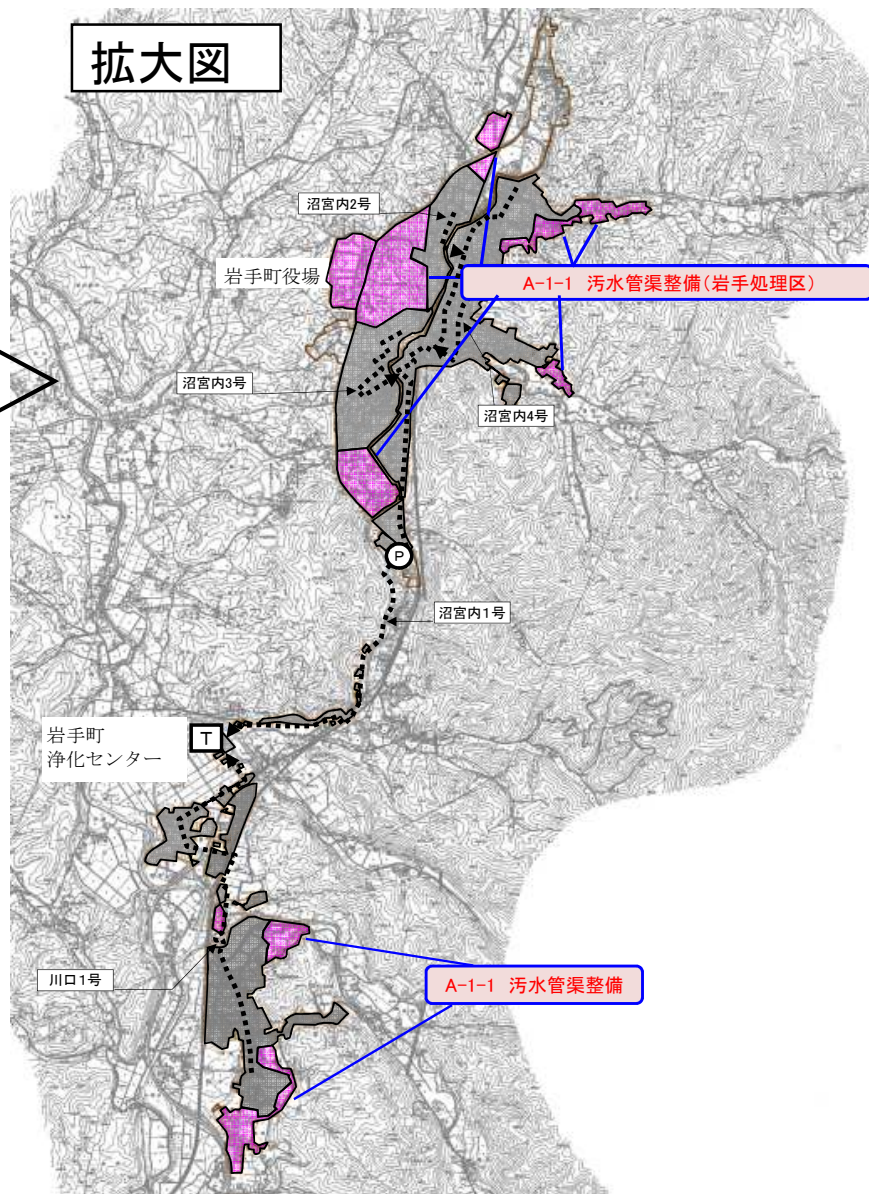 拡大図
沼宮内2号
岩手町役場
A-1-1 汚水管渠整備(岩手処理区)
沼宮内3号
沼宮内4号
P
沼宮内1号
岩手町
浄化センター
T
川口1号
A-1-1 汚水管渠整備